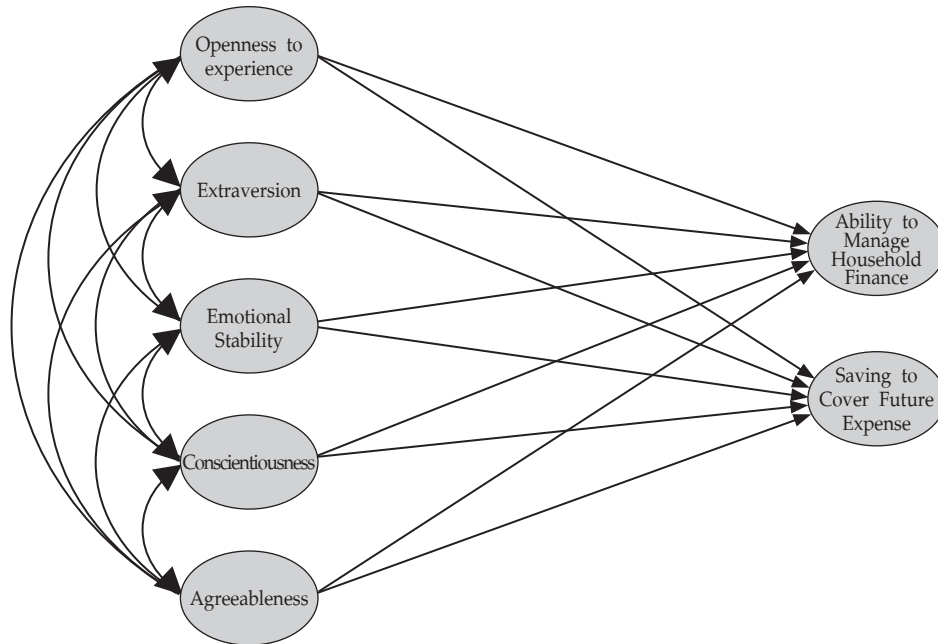 Openness to
experience
Extraversion
Emotional
Stability
Conscientiousness
Agreeableness
Ability to
Manage
Household
Finance
Saving to
Cover Future
Expense